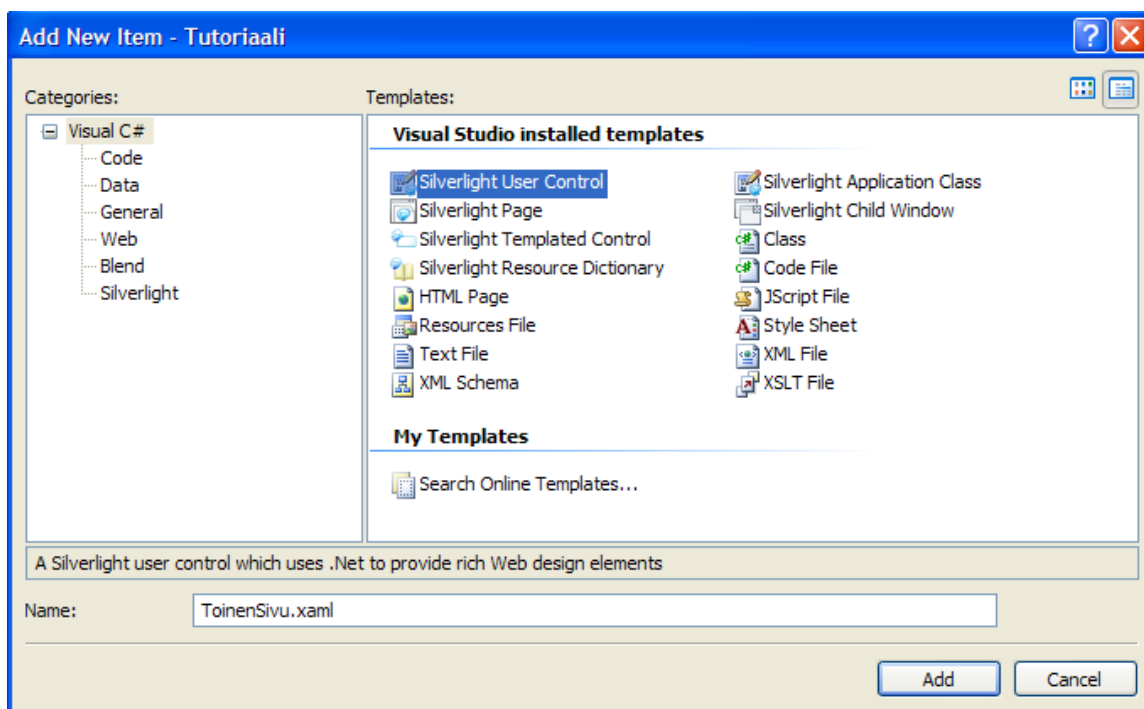 Add New Item - Tutoriaali
Categories:
Templates:
Visual C#
Code
Data
General
Web
Blend
Silverlight
Visual Studio installed templates
Silverlight User Control
Silverlight Application Class
Silverlight Page
Silverlight Child Window
Silverlight Templated Control
Class
Silverlight Resource Dictionary
Code File
HTML Page
JScript File
Resources File
Style Sheet
Text File
XML File
XML Schema
XSLT File
My Templates
Search Online Templates...
A Silverlight user control which uses .Net to provide rich Web design elements
Name:
ToinenSivu.xaml
Add
Cancel